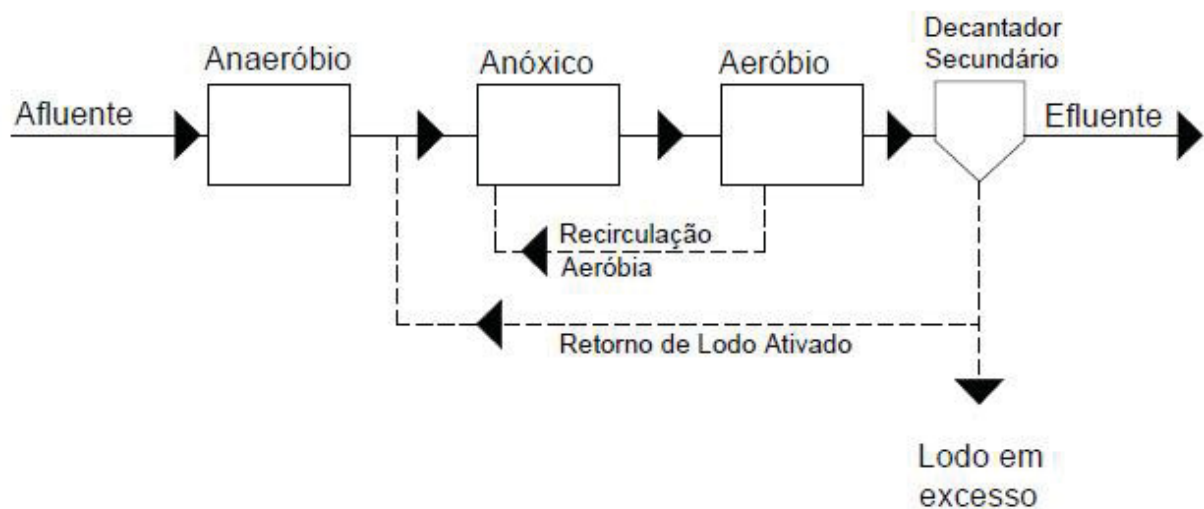 Decantador
Secundário
Anaeróbio
Anóxico
Aeróbio
Afluente
Efluente
Recirculação
Aeróbia
Retorno de Lodo Ativado
Lodo em
excesso